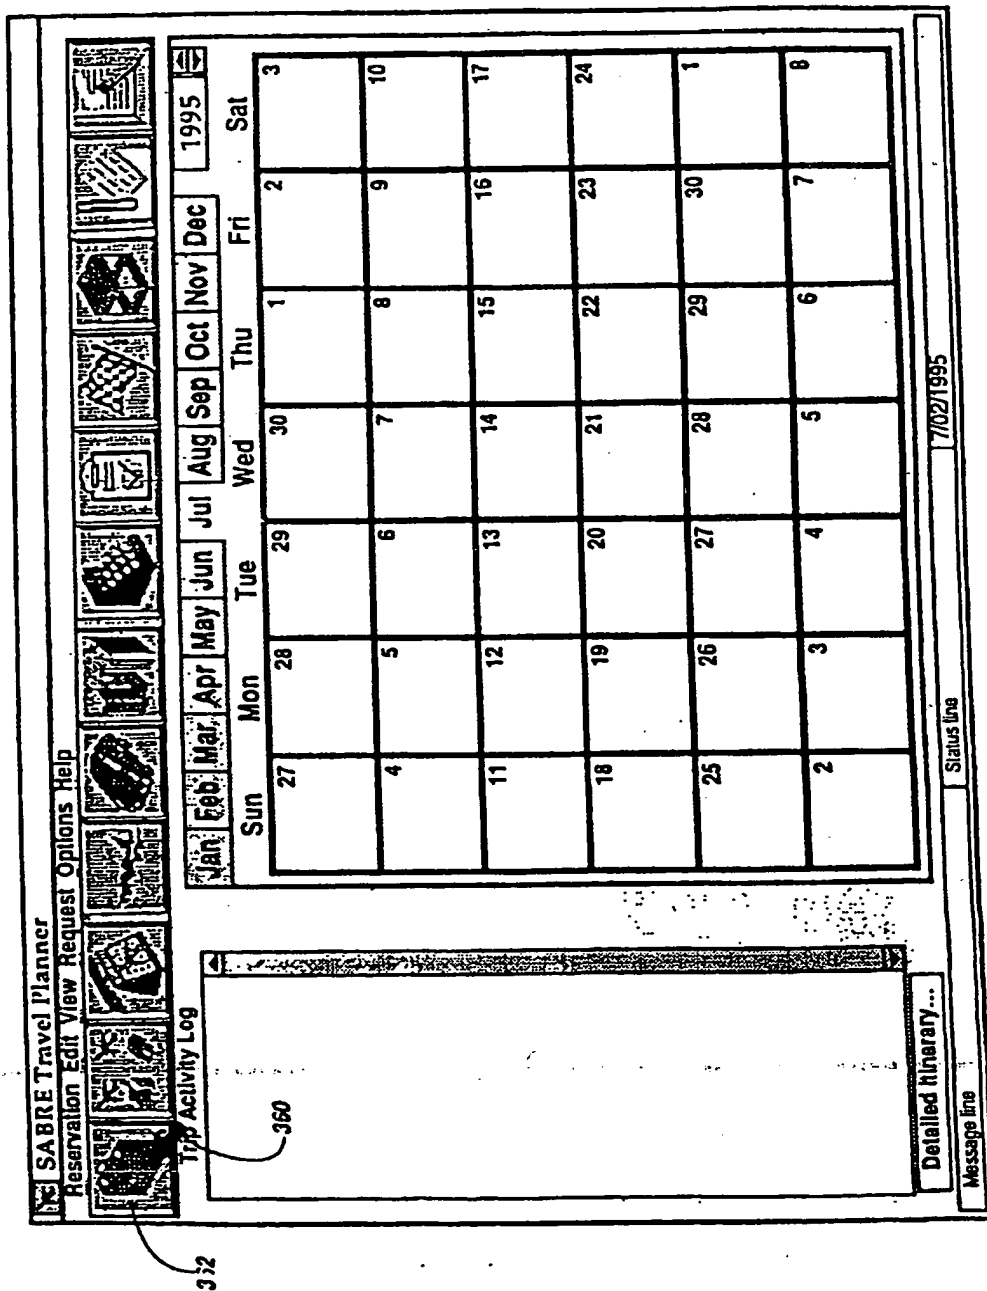 SABRE Travel Planner
Reservation Edit View Request Options Help
Trip Activity Log
360
Jan Feb Mar Apr May Jun Jul Aug Sep Oct Nov Dec 1995
Sun Mon Tue Wed Thu Fri Sat
27 28 29 30 1 2 3
4 5 6 7 8 9 10
11 12 13 14 15 16 17
18 19 20 21 22 23 24
25 26 27 28 29 30 1
2 3 4 5 6 7 8
Detailed Itinerary...
Message line
Status line
7/02/1995